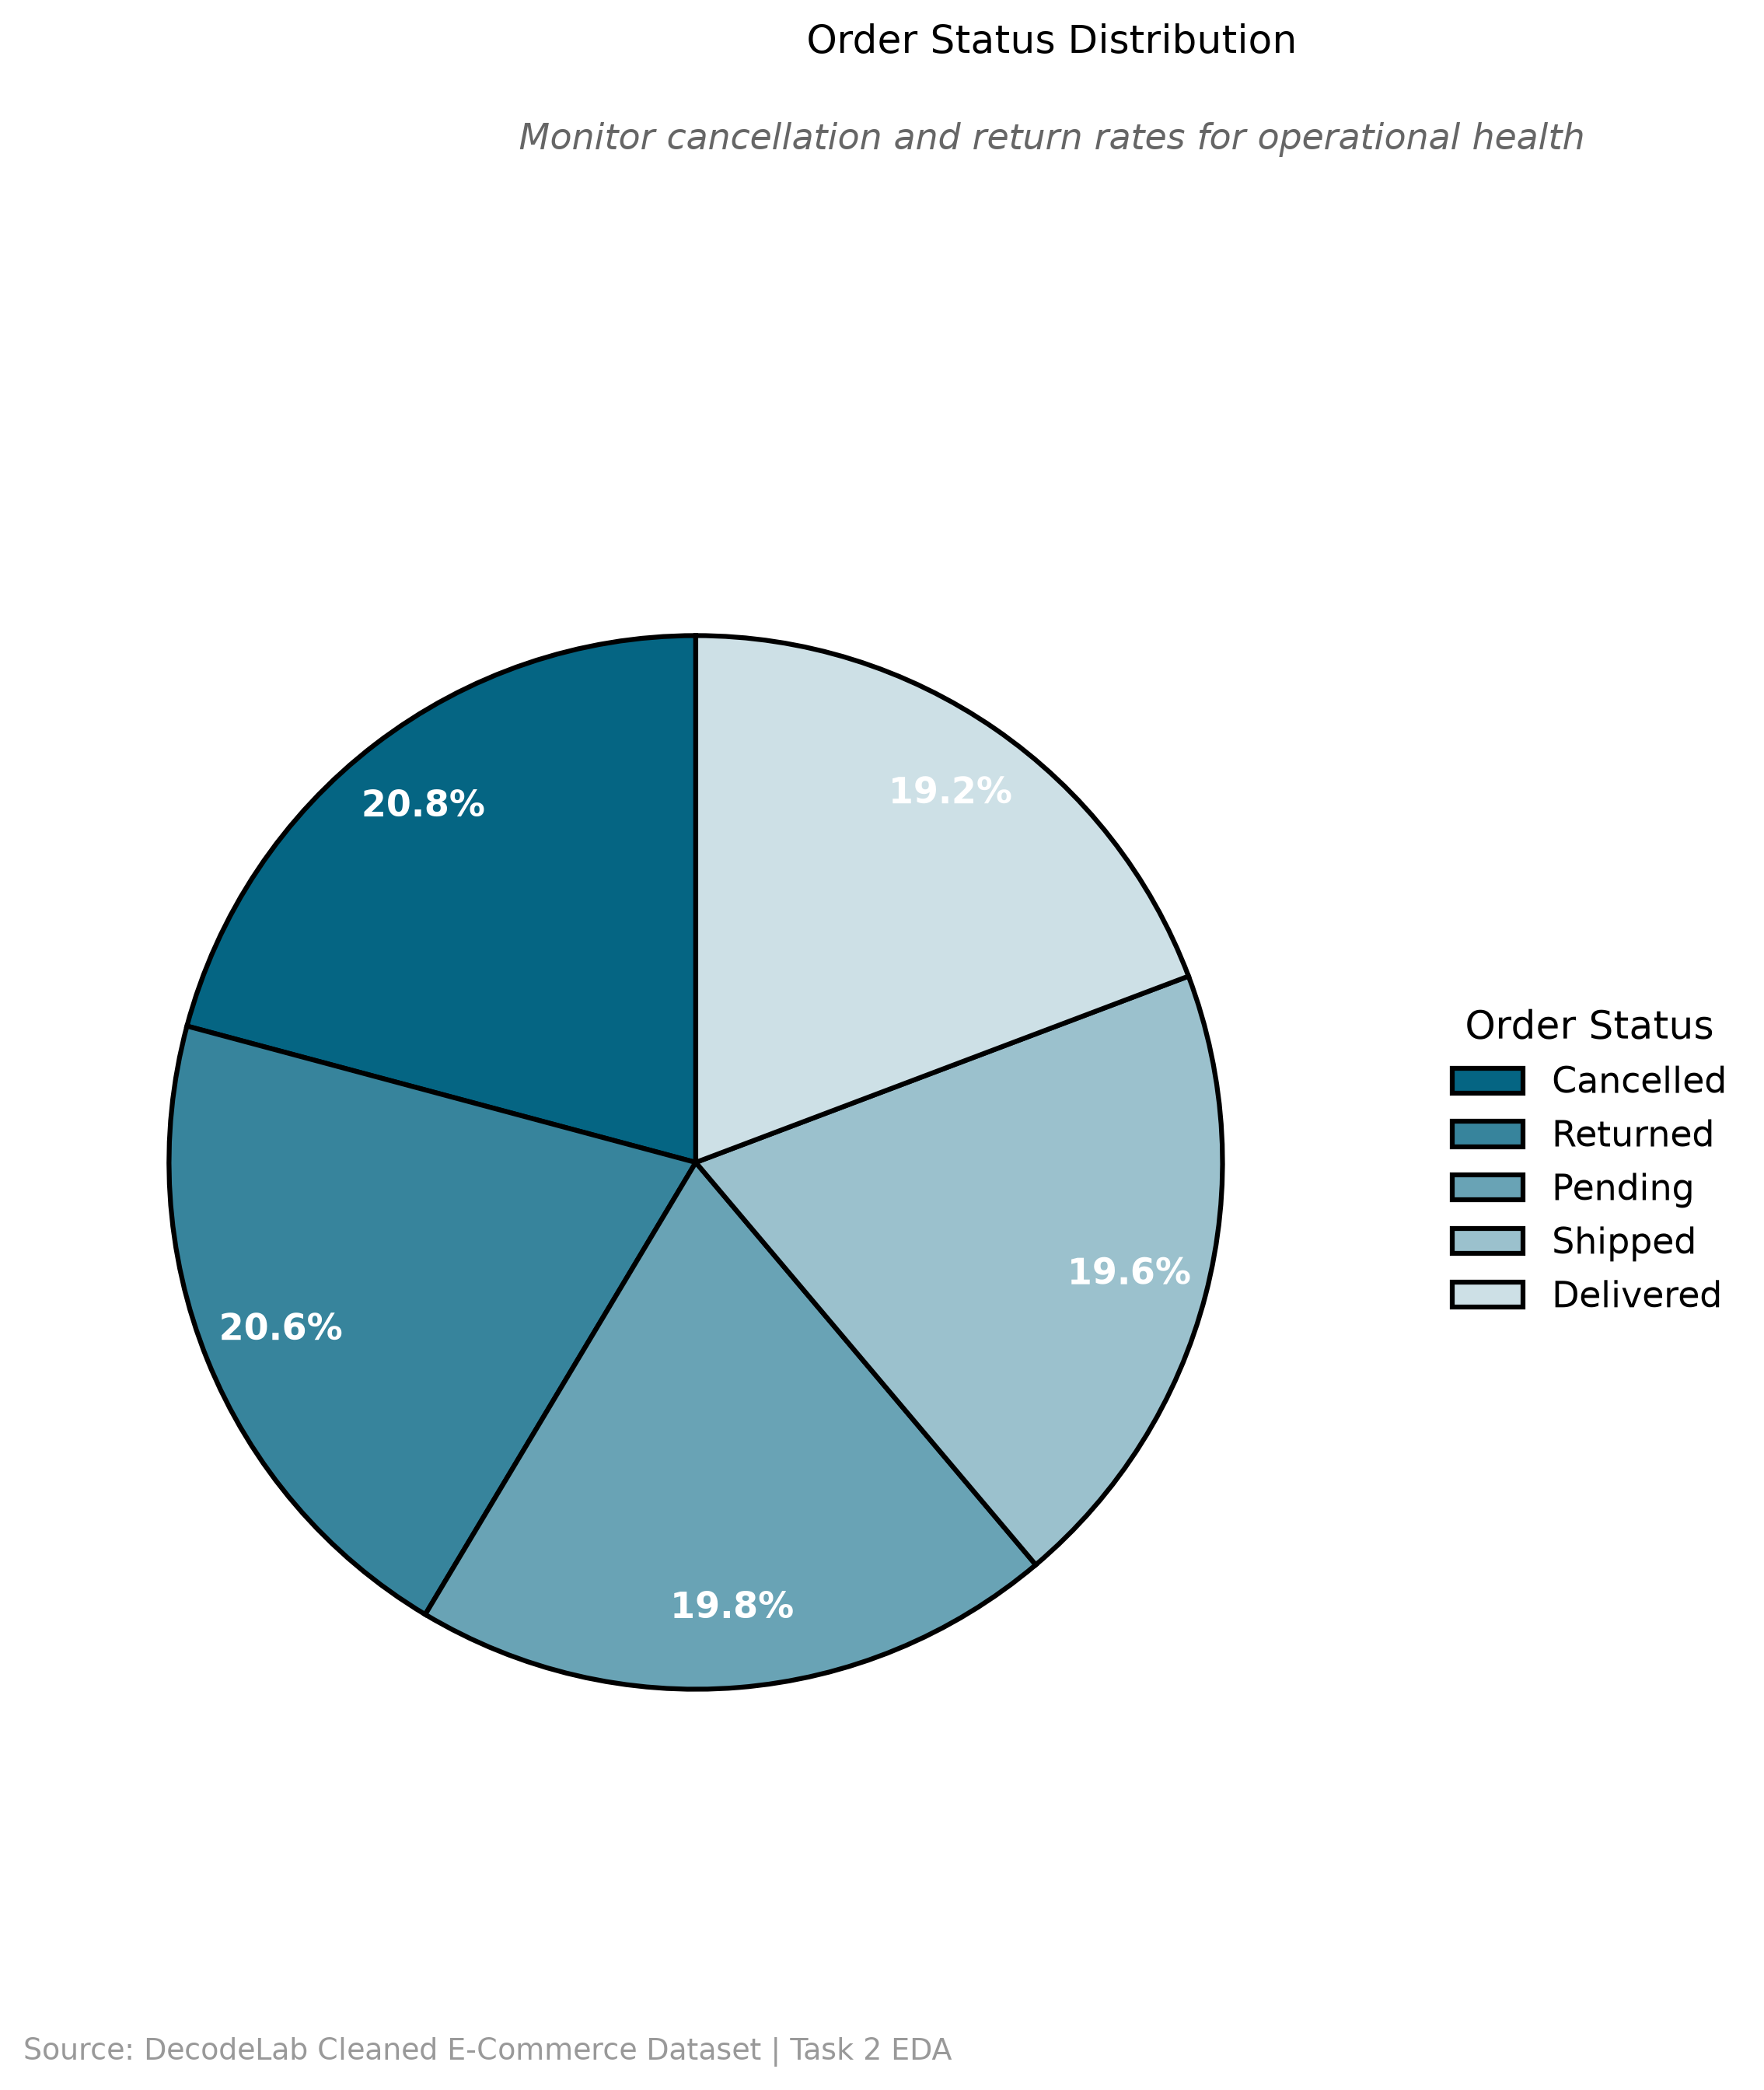 Order Status Distribution
Monitor cancellation and return rates for operational health
20.8%
19.2%
20.6%
19.6%
19.8%
Order Status
Cancelled
Returned
Pending
Shipped
Delivered
Source: DecodeLab Cleaned E-Commerce Dataset | Task 2 EDA